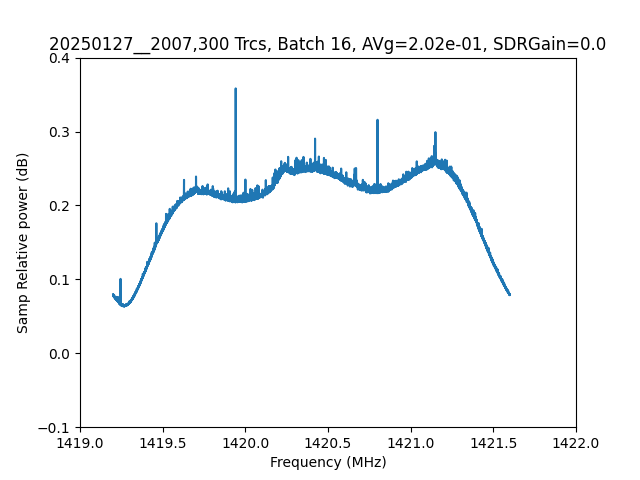 20250127__2007,300 Trcs, Batch 16, AVg=2.02e-01, SDRGain=0.0
0.4
0.3
0.2
0.1
0.0
−0.1
Samp Relative power (dB)
1419.0 1419.5 1420.0 1420.5 1421.0 1421.5 1422.0
Frequency (MHz)